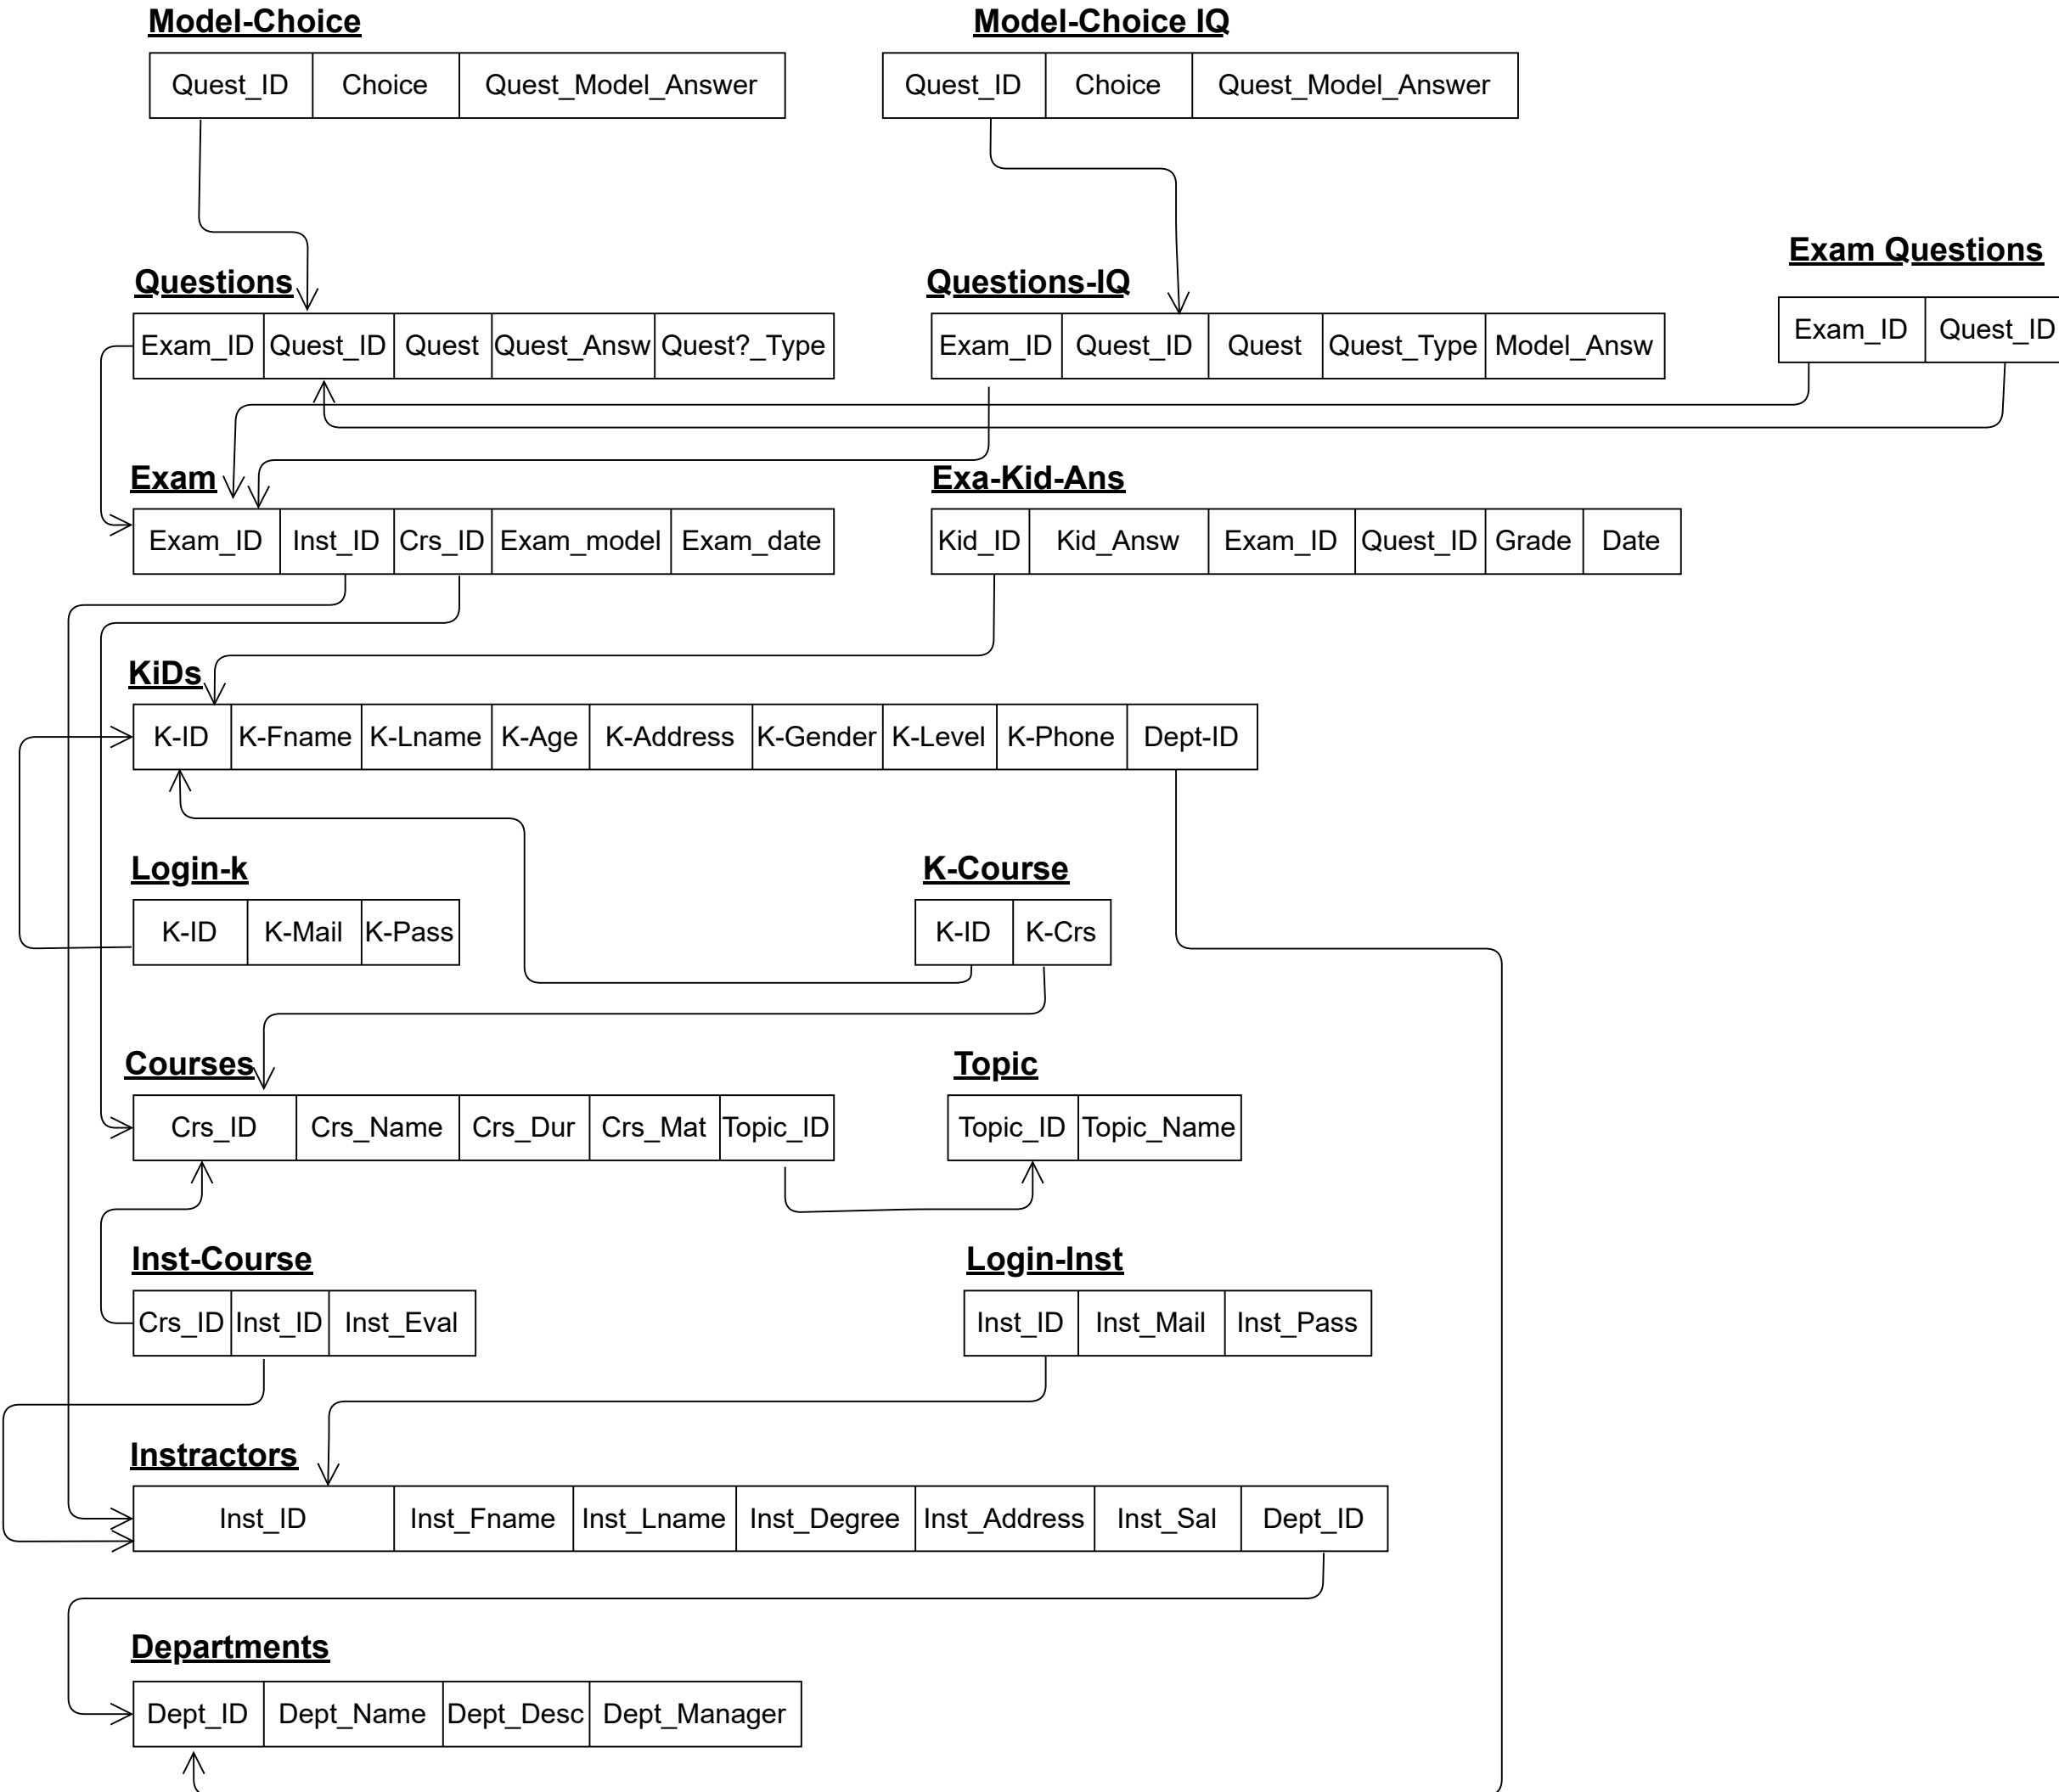 Model-Choice
Model-Choice IQ
Quest_ID Choice Quest_Model_Answer
Quest_ID Choice Quest_Model_Answer
Exam Questions
Questions
Questions-IQ
Exam_ID Quest_ID
Exam_ID Quest_ID Quest Quest_Answ Quest?_Type
Exam_ID Quest_ID Quest Quest_Type Model_Answ
Exam
Exa-Kid-Ans
Exam_ID Inst_ID Crs_ID Exam_model Exam_date
Kid_ID Kid_Answ Exam_ID Quest_ID Grade Date
KiDs
K-ID K-Fname K-Lname K-Age K-Address K-Gender K-Level K-Phone Dept-ID
Login-k
K-Course
K-ID K-Mail K-Pass
K-ID K-Crs
Courses
Topic
Crs_ID Crs_Name Crs_Dur Crs_Mat Topic_ID
Topic_ID Topic_Name
Inst-Course
Login-Inst
Crs_ID Inst_ID Inst_Eval
Inst_ID Inst_Mail Inst_Pass
Instractors
Inst_ID Inst_Fname Inst_Lname Inst_Degree Inst_Address Inst_Sal Dept_ID
Departments
Dept_ID Dept_Name Dept_Desc Dept_Manager